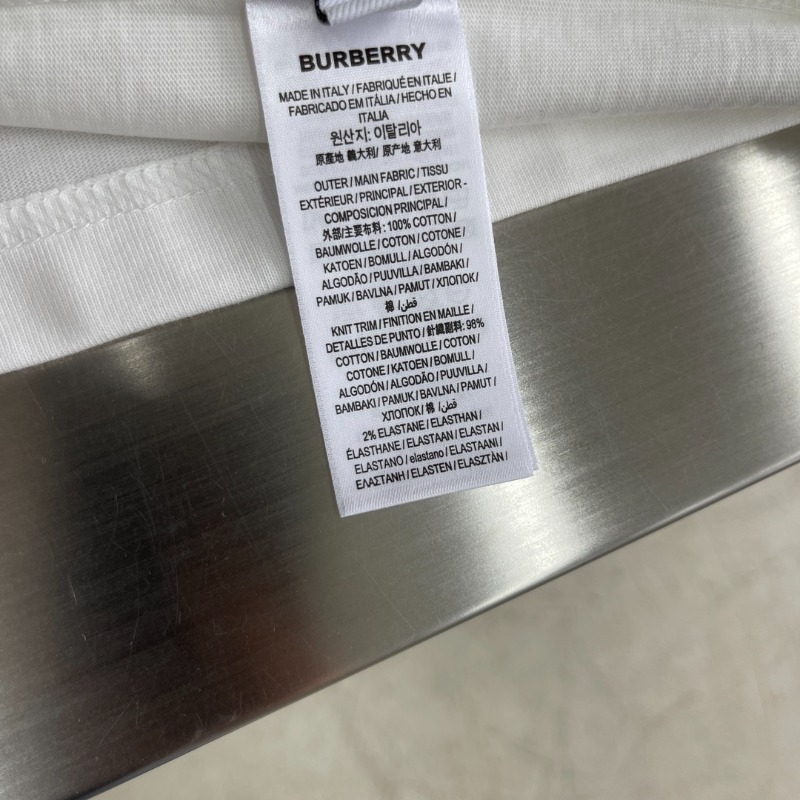 BURBERRY
MADE IN ITALY / FABRIQUÉ EN ITALIE /
FABRICADO EM ITÁLIA / HECHO EN
ITALIA
원산지: 이탈리아
原產地 義大利/ 原产地 意大利
OUTER / MAIN FABRIC / TISSU
EXTÉRIEUR / PRINCIPAL / EXTERIOR -
COMPOSICION PRINCIPAL /
外部/主要布料: 100% COTTON /
BAUMWOLLE / COTON / COTONE /
KATOEN / BOMULL / ALGODÓN /
ALGODÃO / PUUVILLA / BAMBAKI /
PAMUK / BAVLNA / PAMUT / ХЛОПОК /
棉 /قطن
KNIT TRIM / FINITION EN MAILLE /
DETALLES DE PUNTO / 針織副料: 98%
COTTON / BAUMWOLLE / COTON /
COTONE / KATOEN / BOMULL /
ALGODÓN / ALGODÃO / PUUVILLA /
BAMBAKI / PAMUK / BAVLNA / PAMUT /
ХЛОПОК / 棉 /قطن
2% ELASTANE / ELASTHAN /
ÉLASTHANE / ELASTAAN / ELASTAN /
ELASTANO / elastano / ELASTAANI /
ΕΛΑΣΤΑΝΗ / ELASTEN / ELASZTÁN /